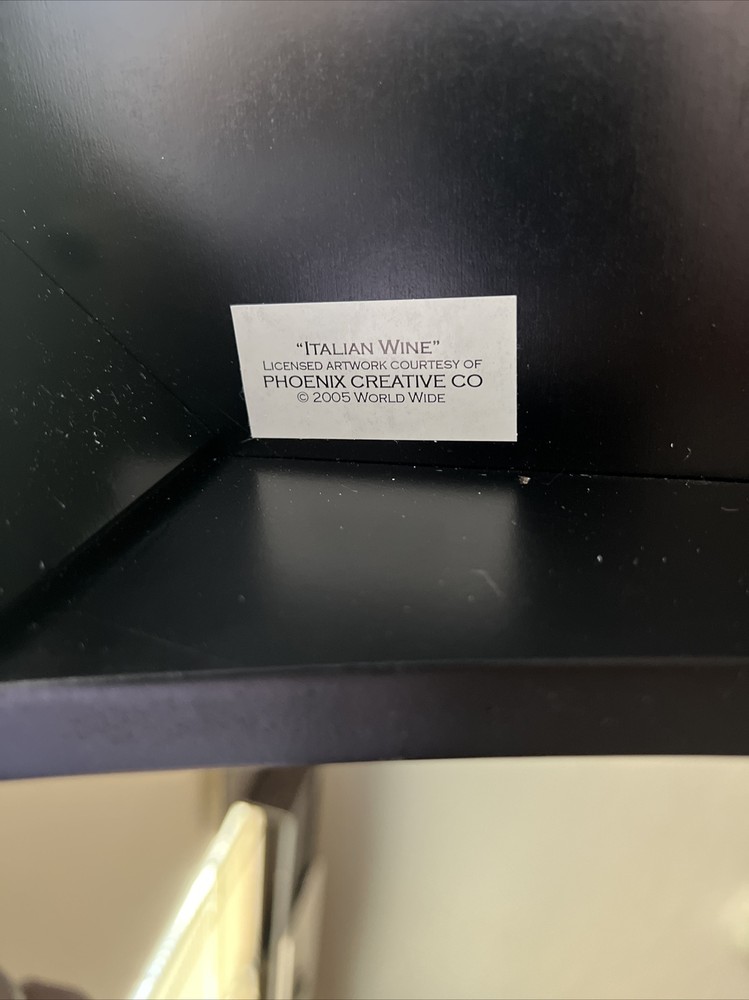 “ITALIAN WINE”
LICENSED ARTWORK COURTESY OF
PHOENIX CREATIVE CO
© 2005 WORLD WIDE